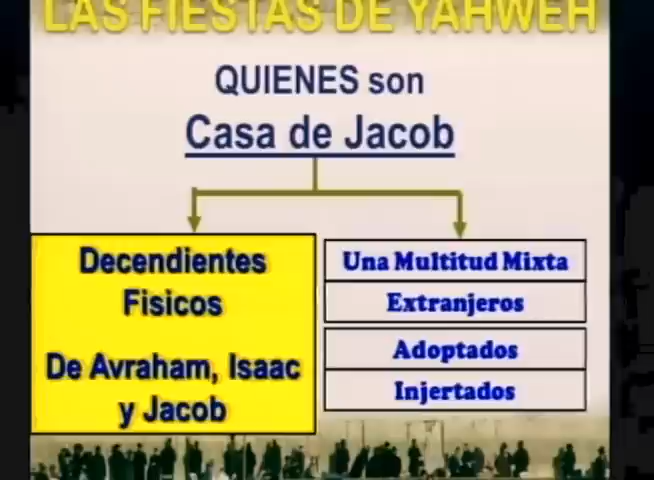 LAS FIESTAS DE YAHWEH
QUIENES son
Casa de Jacob
Decendientes
Fisicos
De Avraham, Isaac
y Jacob
Una Multitud Mixta
Extranjeros
Adoptados
Injertados